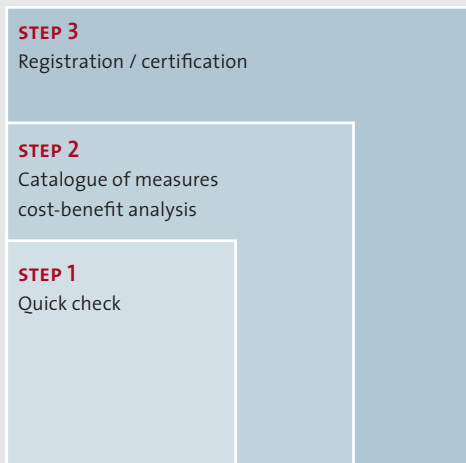 STEP 3
Registration / certification
STEP 2
Catalogue of measures
cost-benefit analysis
STEP 1
Quick check